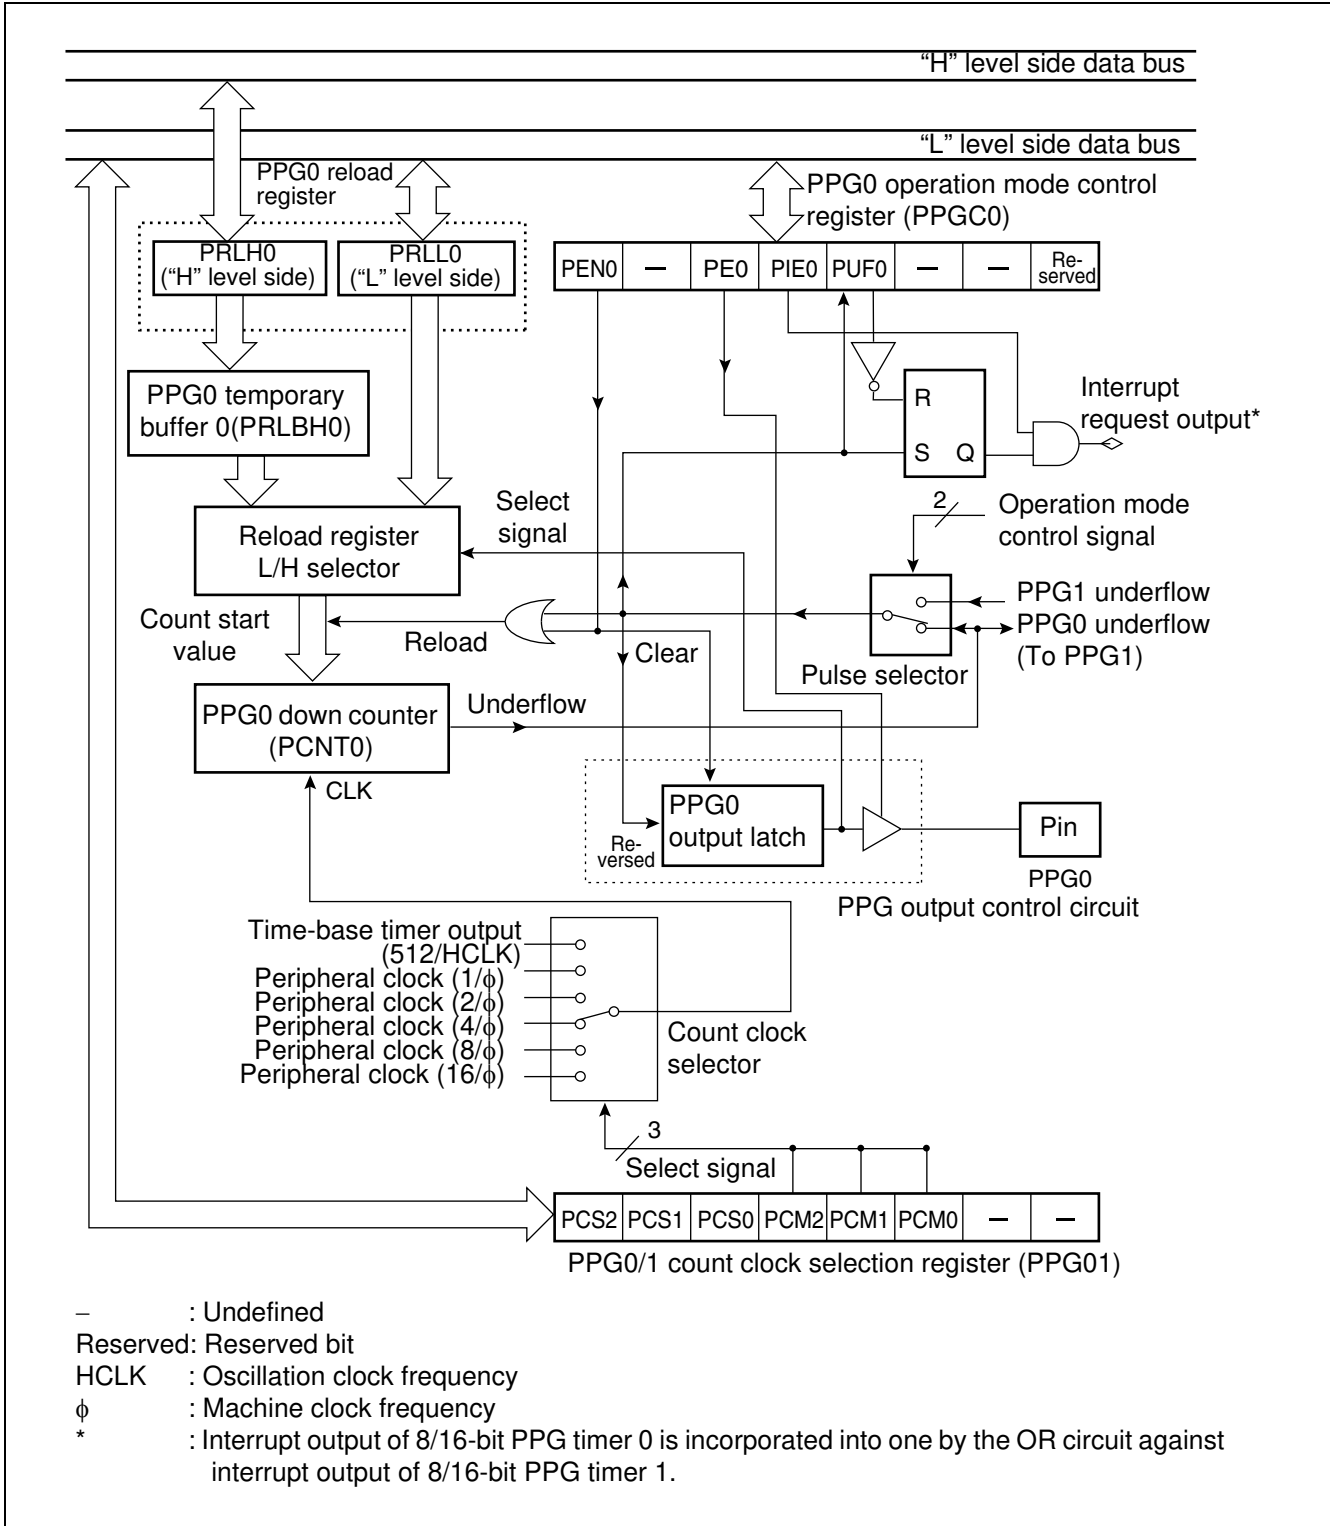 “H” level side data bus
“L” level side data bus
PPG0 reload
register
PPG0 operation mode control
register (PPGC0)
PRLH0
(“H” level side)
PRLL0
(“L” level side)
PEN0 — PE0 PIE0 PUF0 — — Re-
served
PPG0 temporary
buffer 0(PRLBH0)
R
S Q
Interrupt
request output*
Select
signal
2
Operation mode
control signal
Reload register
L/H selector
Count start
value
Reload
Clear
PPG1 underflow
PPG0 underflow
(To PPG1)
Pulse selector
PPG0 down counter
(PCNT0)
Underflow
CLK
PPG0
output latch
Re-
versed
Pin
PPG0
PPG output control circuit
Time-base timer output
(512/HCLK)
Peripheral clock (1/ϕ)
Peripheral clock (2/ϕ)
Peripheral clock (4/ϕ)
Peripheral clock (8/ϕ)
Peripheral clock (16/ϕ)
Count clock
selector
3
Select signal
PCS2 PCS1 PCS0 PCM2 PCM1 PCM0 — —
PPG0/1 count clock selection register (PPG01)
– : Undefined
Reserved: Reserved bit
HCLK : Oscillation clock frequency
ϕ : Machine clock frequency
* : Interrupt output of 8/16-bit PPG timer 0 is incorporated into one by the OR circuit against
interrupt output of 8/16-bit PPG timer 1.